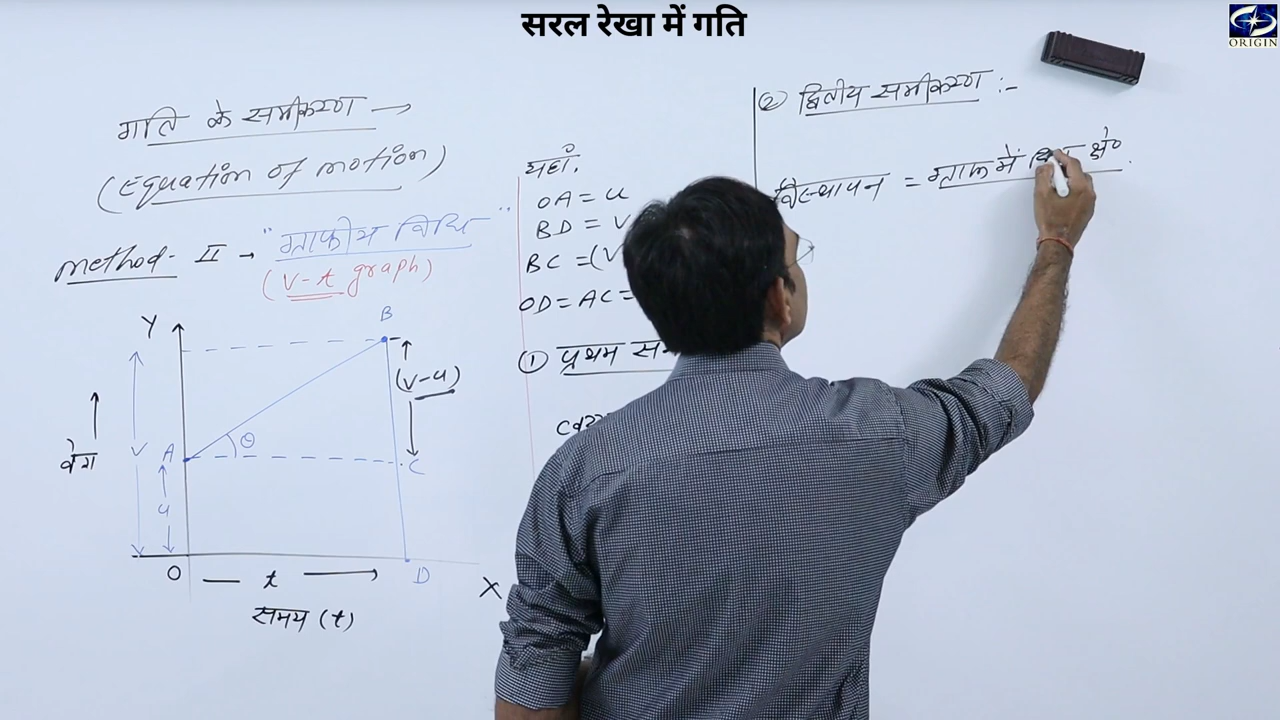 सरल रेखा में गति
ORIGIN
गति के समीकरण →
(Equation of motion)
method- II → "ग्राफीय विधि"
(v-t graph)
Y
B
(v-u)
वेग
v
A
θ
C
u
O
t
D
X
समय (t)
यहाँ,
OA = u
BD = v
BC = (v
OD = AC =
① प्रथम स
② द्वितीय समीकरण :-
विस्थापन = ग्राफ में क्षे०